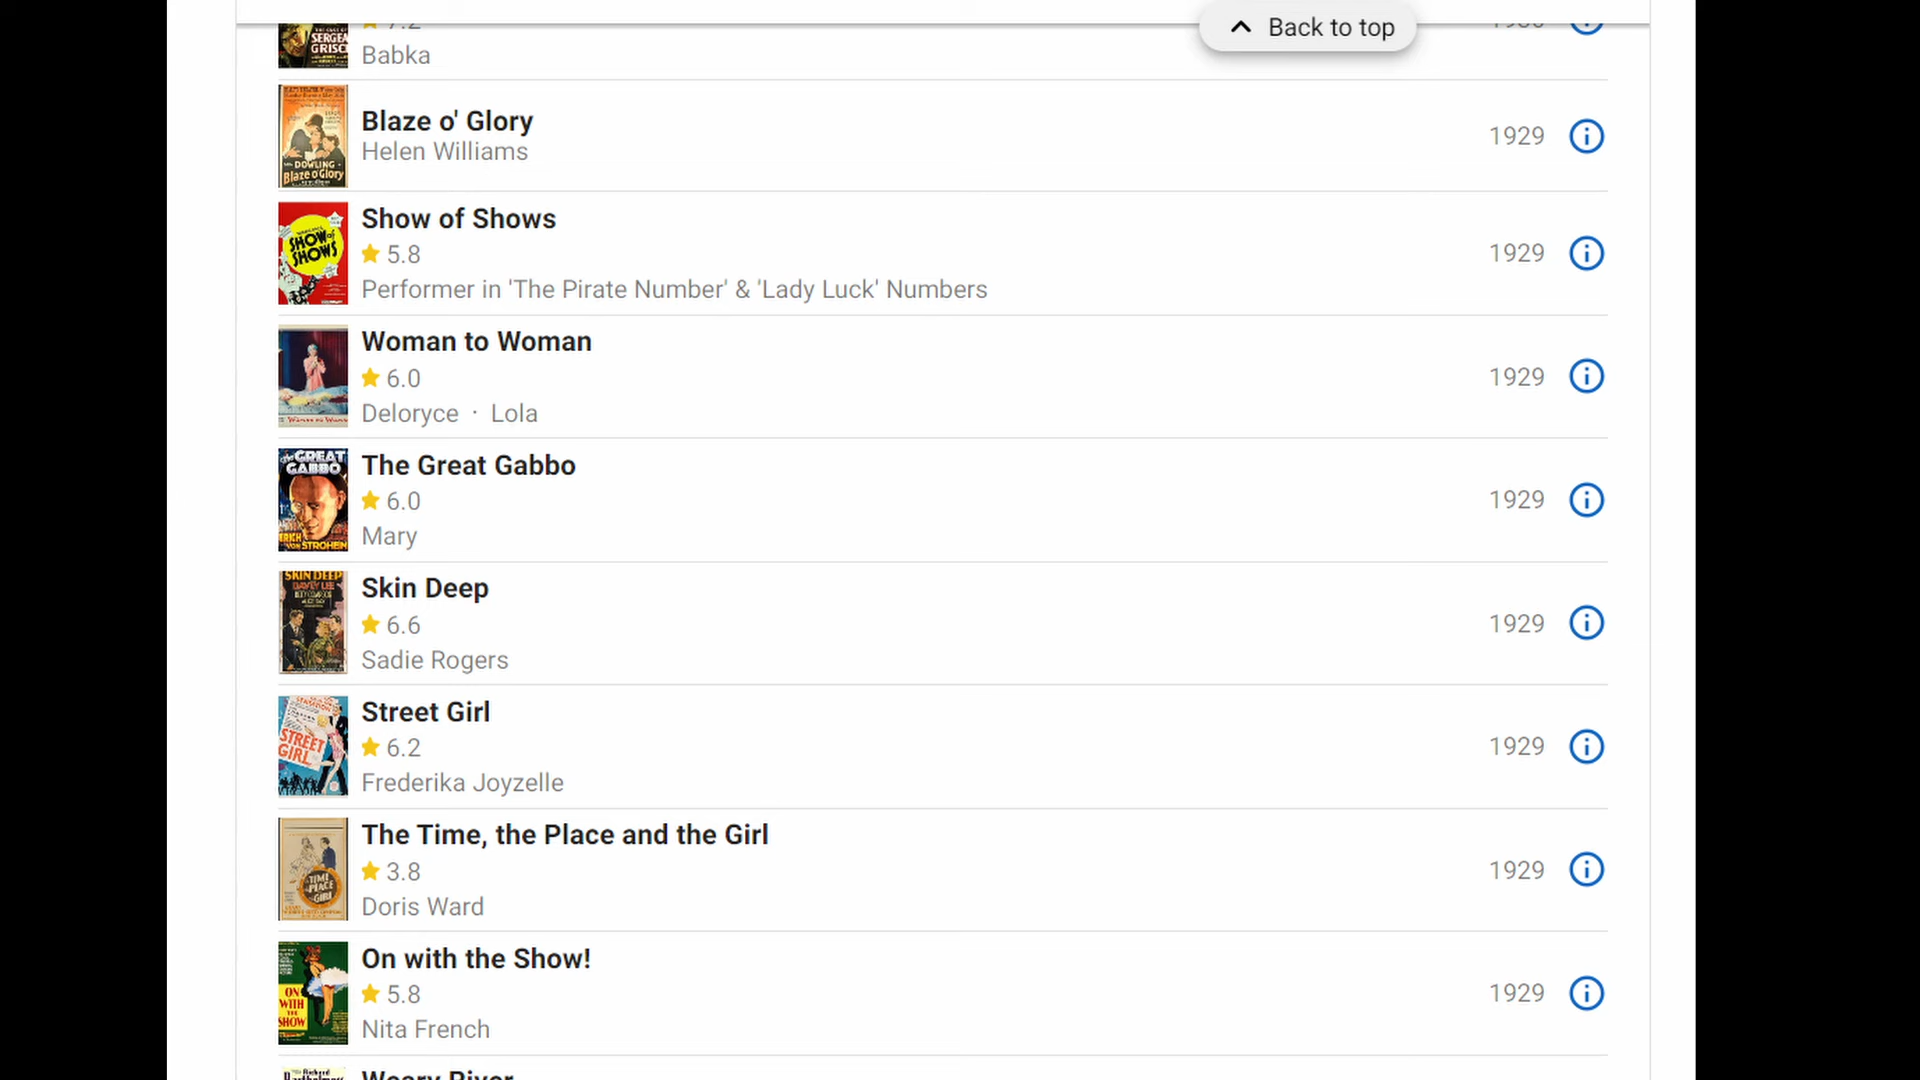 Back to top
Babka
Blaze o' Glory
Helen Williams
1929
Show of Shows
5.8
Performer in 'The Pirate Number' & 'Lady Luck' Numbers
1929
Woman to Woman
6.0
Deloryce · Lola
1929
The Great Gabbo
6.0
Mary
1929
Skin Deep
6.6
Sadie Rogers
1929
Street Girl
6.2
Frederika Joyzelle
1929
The Time, the Place and the Girl
3.8
Doris Ward
1929
On with the Show!
5.8
Nita French
1929
Weary River